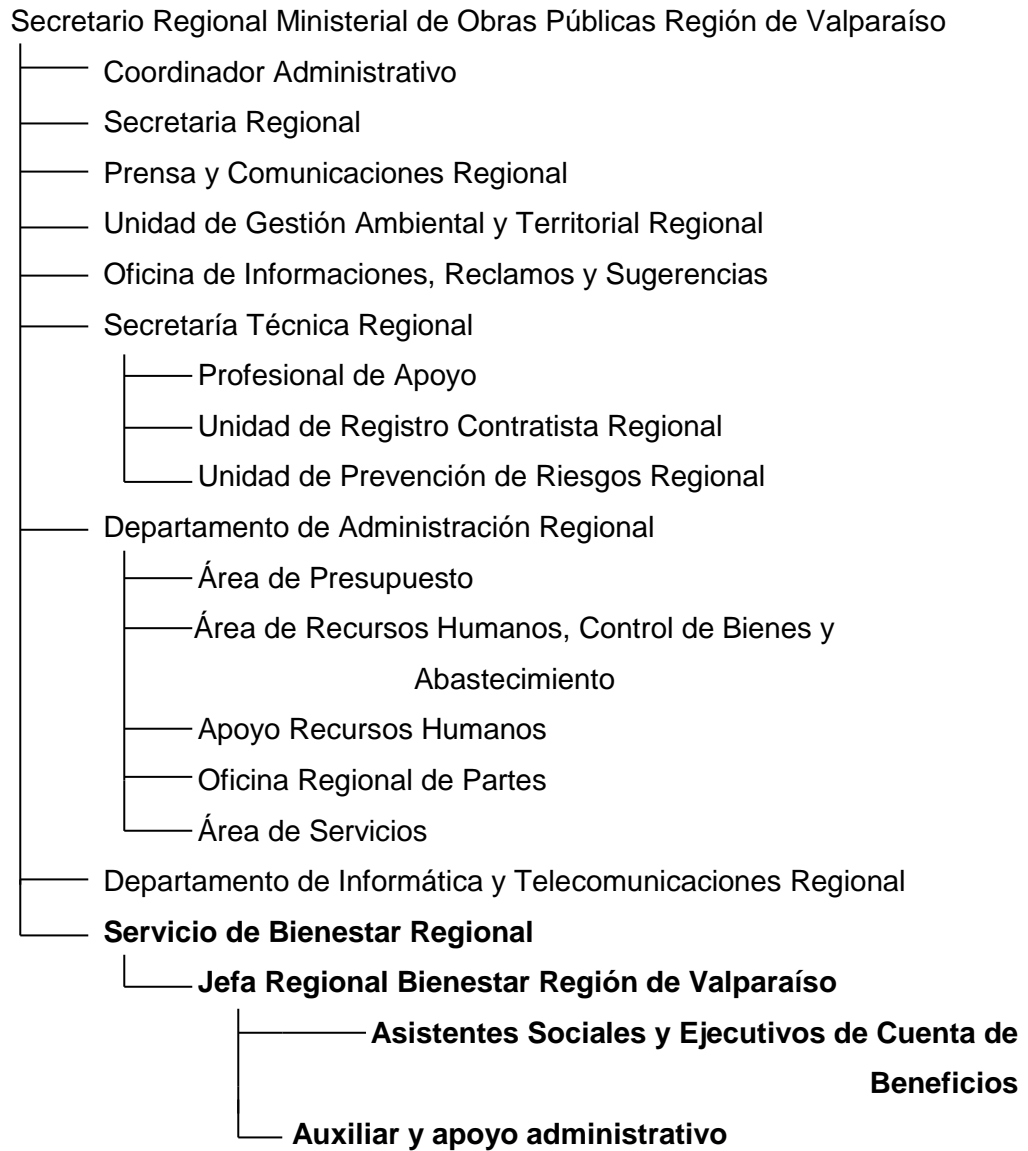 Secretario Regional Ministerial de Obras Públicas Región de Valparaíso
Coordinador Administrativo
Secretaria Regional
Prensa y Comunicaciones Regional
Unidad de Gestión Ambiental y Territorial Regional
Oficina de Informaciones, Reclamos y Sugerencias
Secretaría Técnica Regional
Profesional de Apoyo
Unidad de Registro Contratista Regional
Unidad de Prevención de Riesgos Regional
Departamento de Administración Regional
Área de Presupuesto
Área de Recursos Humanos, Control de Bienes y
Abastecimiento
Apoyo Recursos Humanos
Oficina Regional de Partes
Área de Servicios
Departamento de Informática y Telecomunicaciones Regional
Servicio de Bienestar Regional
Jefa Regional Bienestar Región de Valparaíso
Asistentes Sociales y Ejecutivos de Cuenta de
Beneficios
Auxiliar y apoyo administrativo